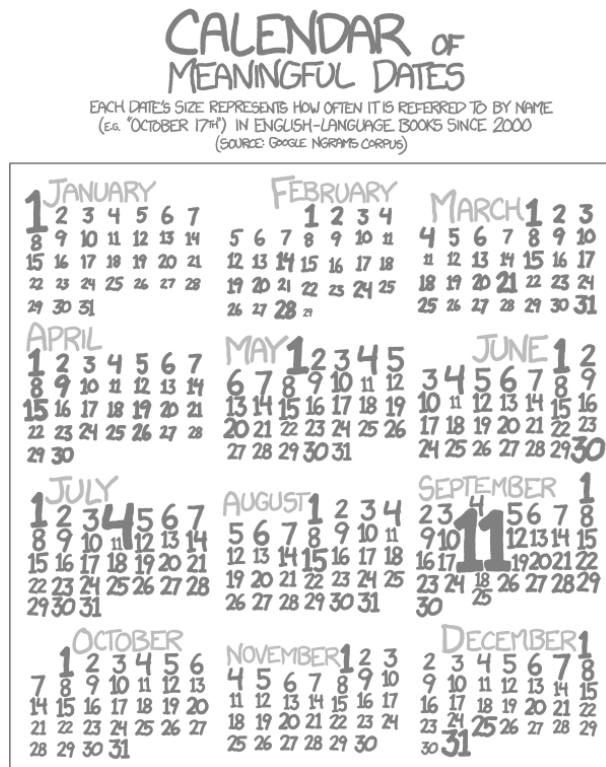 CALENDAR OF
MEANINGFUL DATES
EACH DATE'S SIZE REPRESENTS HOW OFTEN IT IS REFERRED TO BY NAME
(E.G. "OCTOBER 17TH") IN ENGLISH-LANGUAGE BOOKS SINCE 2000
(SOURCE: GOOGLE NGRAMS CORPUS)
JANUARY
1 2 3 4 5 6 7
8 9 10 11 12 13 14
15 16 17 18 19 20 21
22 23 24 25 26 27 28
29 30 31
FEBRUARY
1 2 3 4
5 6 7 8 9 10 11
12 13 14 15 16 17 18
19 20 21 22 23 24 25
26 27 28 29
MARCH 1 2 3
4 5 6 7 8 9 10
11 12 13 14 15 16 17
18 19 20 21 22 23 24
25 26 27 28 29 30 31
APRIL
1 2 3 4 5 6 7
8 9 10 11 12 13 14
15 16 17 18 19 20 21
22 23 24 25 26 27 28
29 30
MAY 1 2 3 4 5
6 7 8 9 10 11 12
13 14 15 16 17 18 19
20 21 22 23 24 25 26
27 28 29 30 31
JUNE 1 2
3 4 5 6 7 8 9
10 11 12 13 14 15 16
17 18 19 20 21 22 23
24 25 26 27 28 29 30
JULY
1 2 3 4 5 6 7
8 9 10 11 12 13 14
15 16 17 18 19 20 21
22 23 24 25 26 27 28
29 30 31
AUGUST 1 2 3 4
5 6 7 8 9 10 11
12 13 14 15 16 17 18
19 20 21 22 23 24 25
26 27 28 29 30 31
SEPTEMBER 1
2 3 4 5 6 7 8
9 10 11 12 13 14 15
16 17 18 19 20 21 22
23 24 25 26 27 28 29
30
OCTOBER
1 2 3 4 5 6
7 8 9 10 11 12 13
14 15 16 17 18 19 20
21 22 23 24 25 26 27
28 29 30 31
NOVEMBER 1 2 3
4 5 6 7 8 9 10
11 12 13 14 15 16 17
18 19 20 21 22 23 24
25 26 27 28 29 30
DECEMBER 1
2 3 4 5 6 7 8
9 10 11 12 13 14 15
16 17 18 19 20 21 22
23 24 25 26 27 28 29
30 31